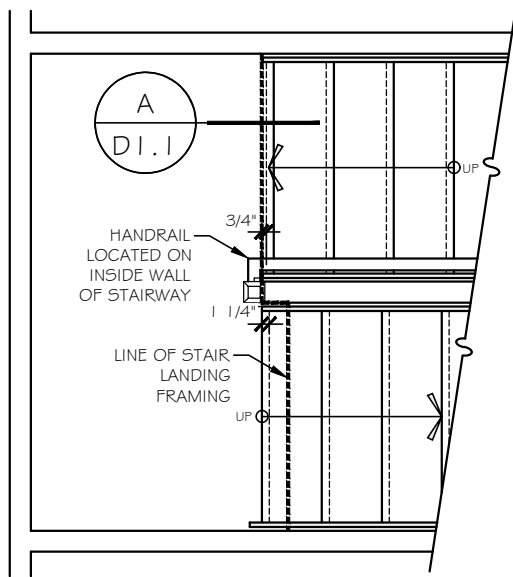 A
D1.1
UP
3/4"
HANDRAIL
LOCATED ON
INSIDE WALL
OF STAIRWAY
1 1/4"
LINE OF STAIR
LANDING
FRAMING
UP